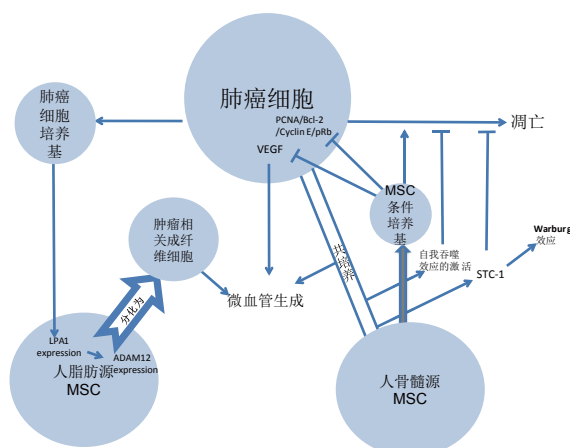 肺癌细胞
PCNA/Bcl-2
/Cyclin E/pRb
VEGF
凋亡
肺癌
细胞
培养
基
MSC
条件
培养
基
肿瘤相
关成纤
维细胞
共培养
自我吞噬
效应的激活
STC-1
Warburg
效应
微血管生成
分化为
LPA1
expression
ADAM12
expression
人脂肪源
MSC
人骨髓源
MSC